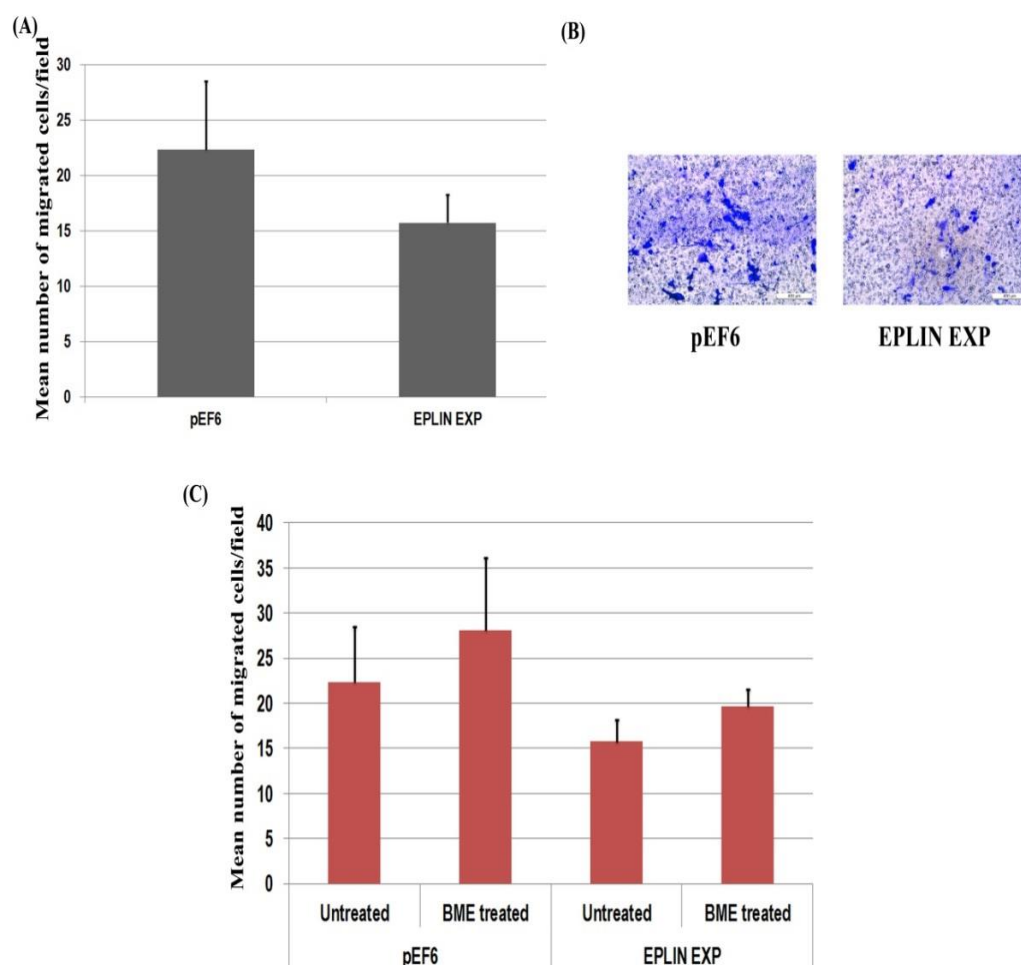 (A)
Mean number of migrated cells/field
30
25
20
15
10
5
0
pEF6
EPLIN EXP
(B)
pEF6
EPLIN EXP
(C)
Mean number of migrated cells/field
40
35
30
25
20
15
10
5
0
Untreated
BME treated
Untreated
BME treated
pEF6
EPLIN EXP